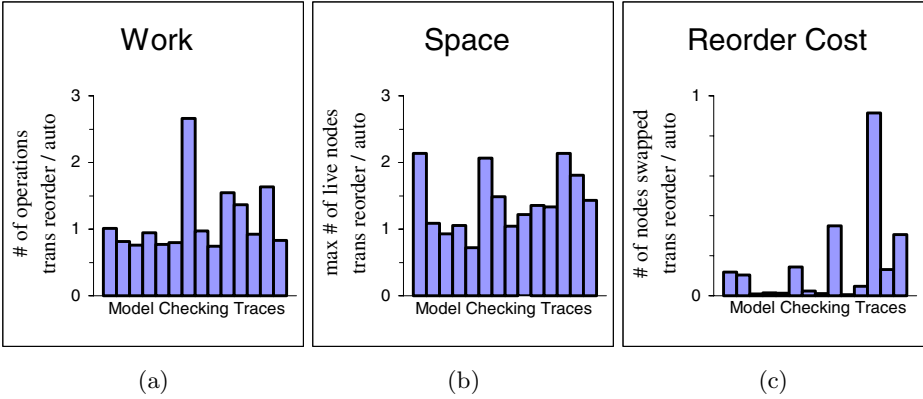 Work
# of operations
trans reorder / auto
3
2
1
0
Model Checking Traces
(a)
Space
max # of live nodes
trans reorder / auto
3
2
1
0
Model Checking Traces
(b)
Reorder Cost
# of nodes swapped
trans reorder / auto
1
0
Model Checking Traces
(c)